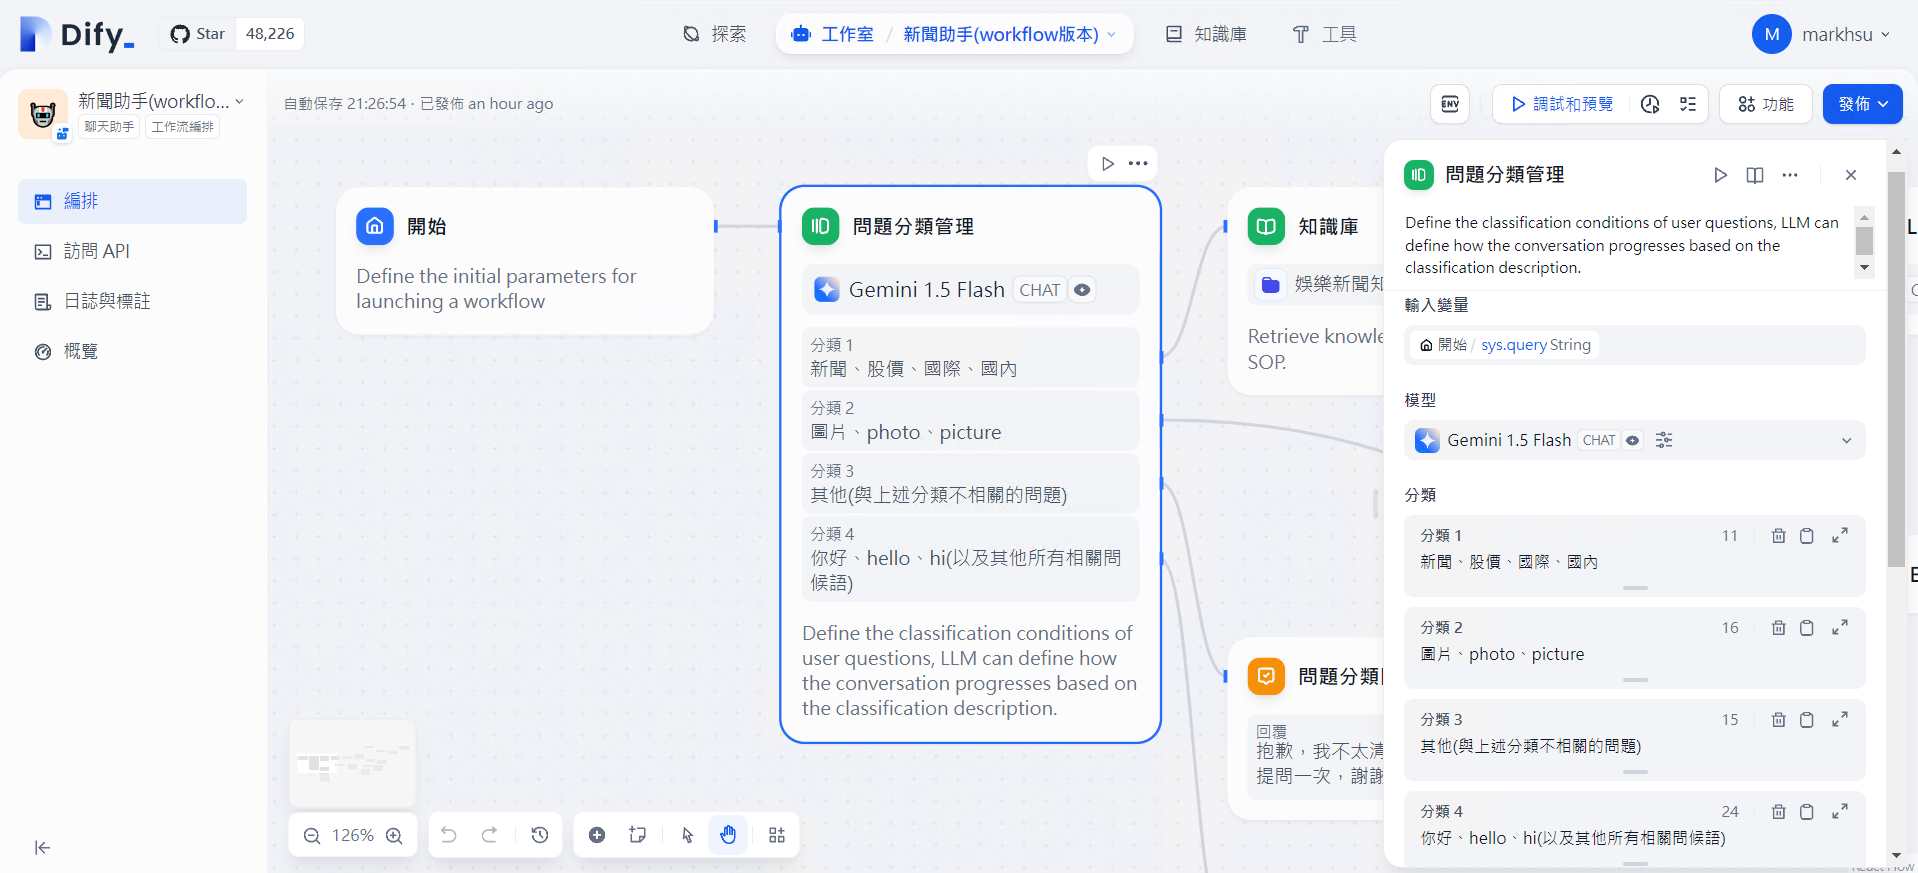 Dify_
Star 48,226
探索
工作室 / 新聞助手(workflow版本)
知識庫
工具
M markhsu
新聞助手(workflo...
聊天助手 工作流編排
編排
訪問 API
日誌與標註
概覽
自動保存 21:26:54 · 已發佈 an hour ago
ENV
調試和預覽
功能
發佈
開始
Define the initial parameters for
launching a workflow
問題分類管理
Gemini 1.5 Flash CHAT
分類 1
新聞、股價、國際、國內
分類 2
圖片、photo、picture
分類 3
其他(與上述分類不相關的問題)
分類 4
你好、hello、hi(以及其他所有相關問
候語)
Define the classification conditions of
user questions, LLM can define how
the conversation progresses based on
the classification description.
知識庫
娛樂新聞知
Retrieve knowle
SOP.
問題分類
回覆
抱歉，我不太清
提問一次，謝謝
126%
問題分類管理
Define the classification conditions of user questions, LLM can
define how the conversation progresses based on the
classification description.
輸入變量
開始 / sys.query String
模型
Gemini 1.5 Flash CHAT
分類
分類 1 11
新聞、股價、國際、國內
分類 2 16
圖片、photo、picture
分類 3 15
其他(與上述分類不相關的問題)
分類 4 24
你好、hello、hi(以及其他所有相關問候語)
React Flow